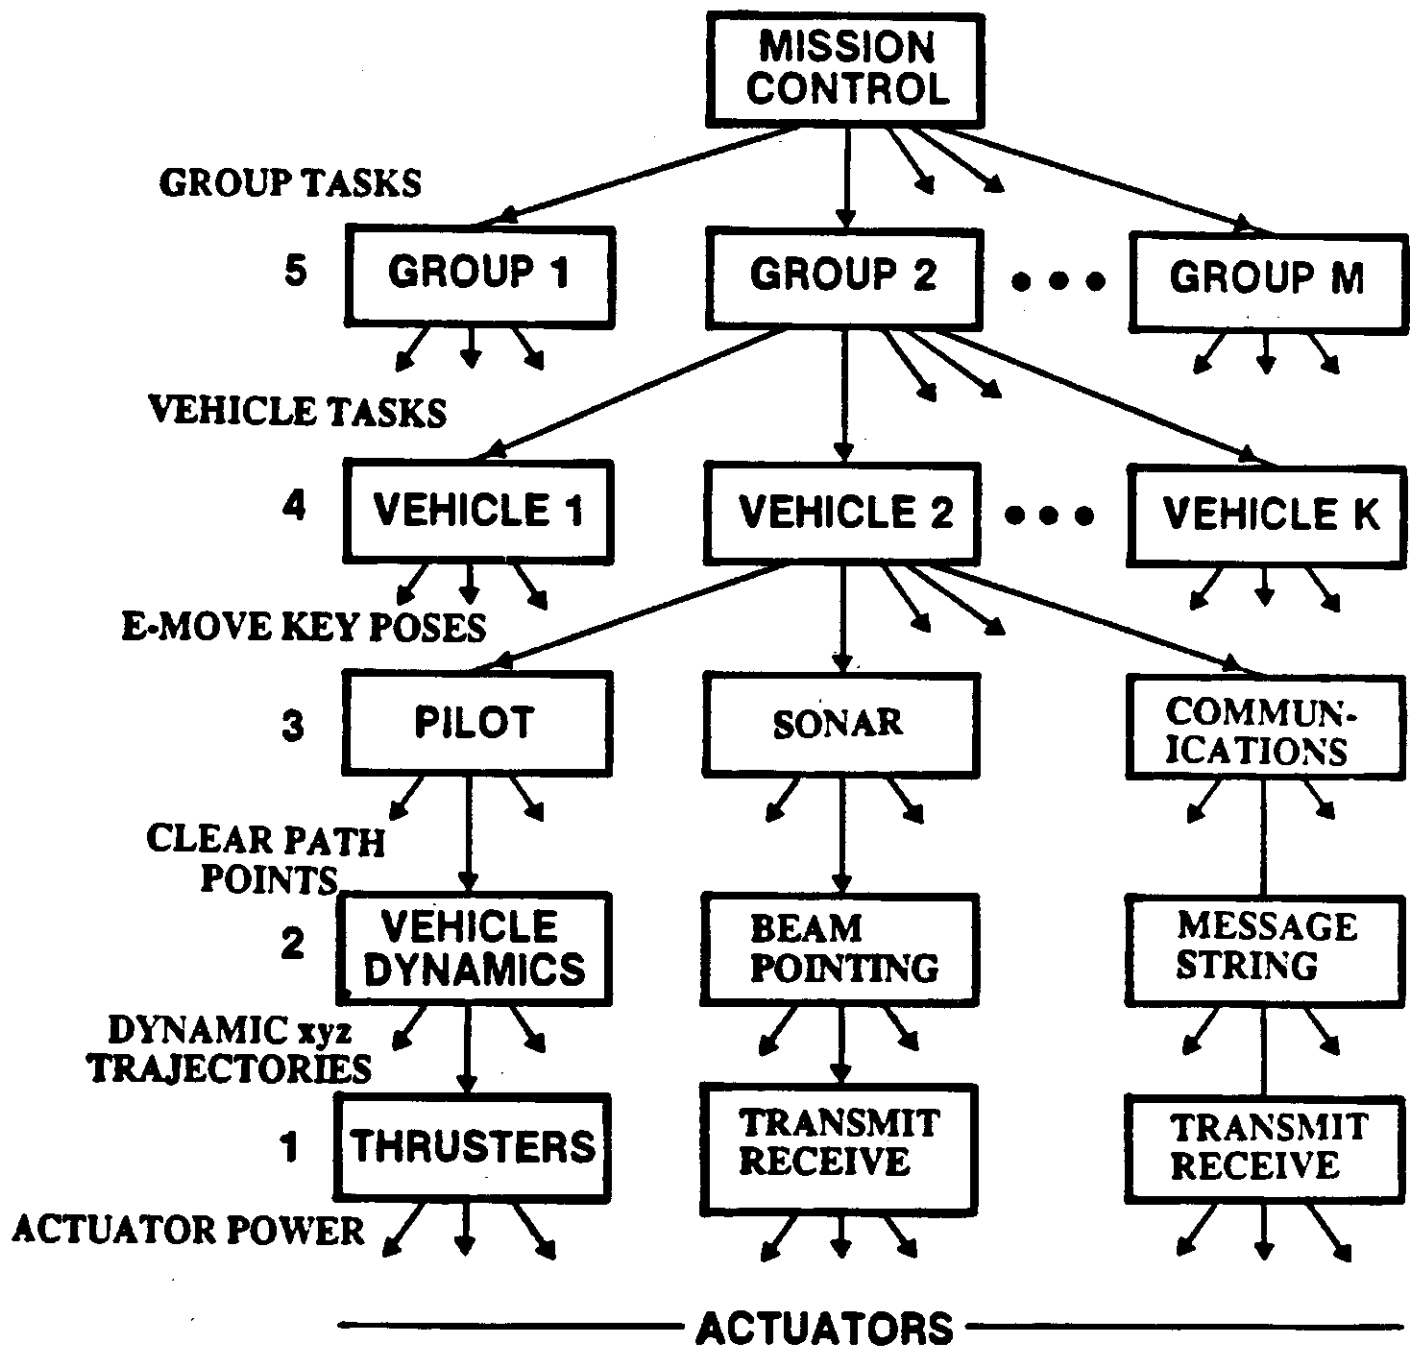 MISSION
CONTROL
GROUP TASKS
5
GROUP 1
GROUP 2
GROUP M
VEHICLE TASKS
4
VEHICLE 1
VEHICLE 2
VEHICLE K
E-MOVE KEY POSES
3
PILOT
SONAR
COMMUN-
ICATIONS
CLEAR PATH
POINTS
2
VEHICLE
DYNAMICS
BEAM
POINTING
MESSAGE
STRING
DYNAMIC xyz
TRAJECTORIES
1
THRUSTERS
TRANSMIT
RECEIVE
TRANSMIT
RECEIVE
ACTUATOR POWER
ACTUATORS